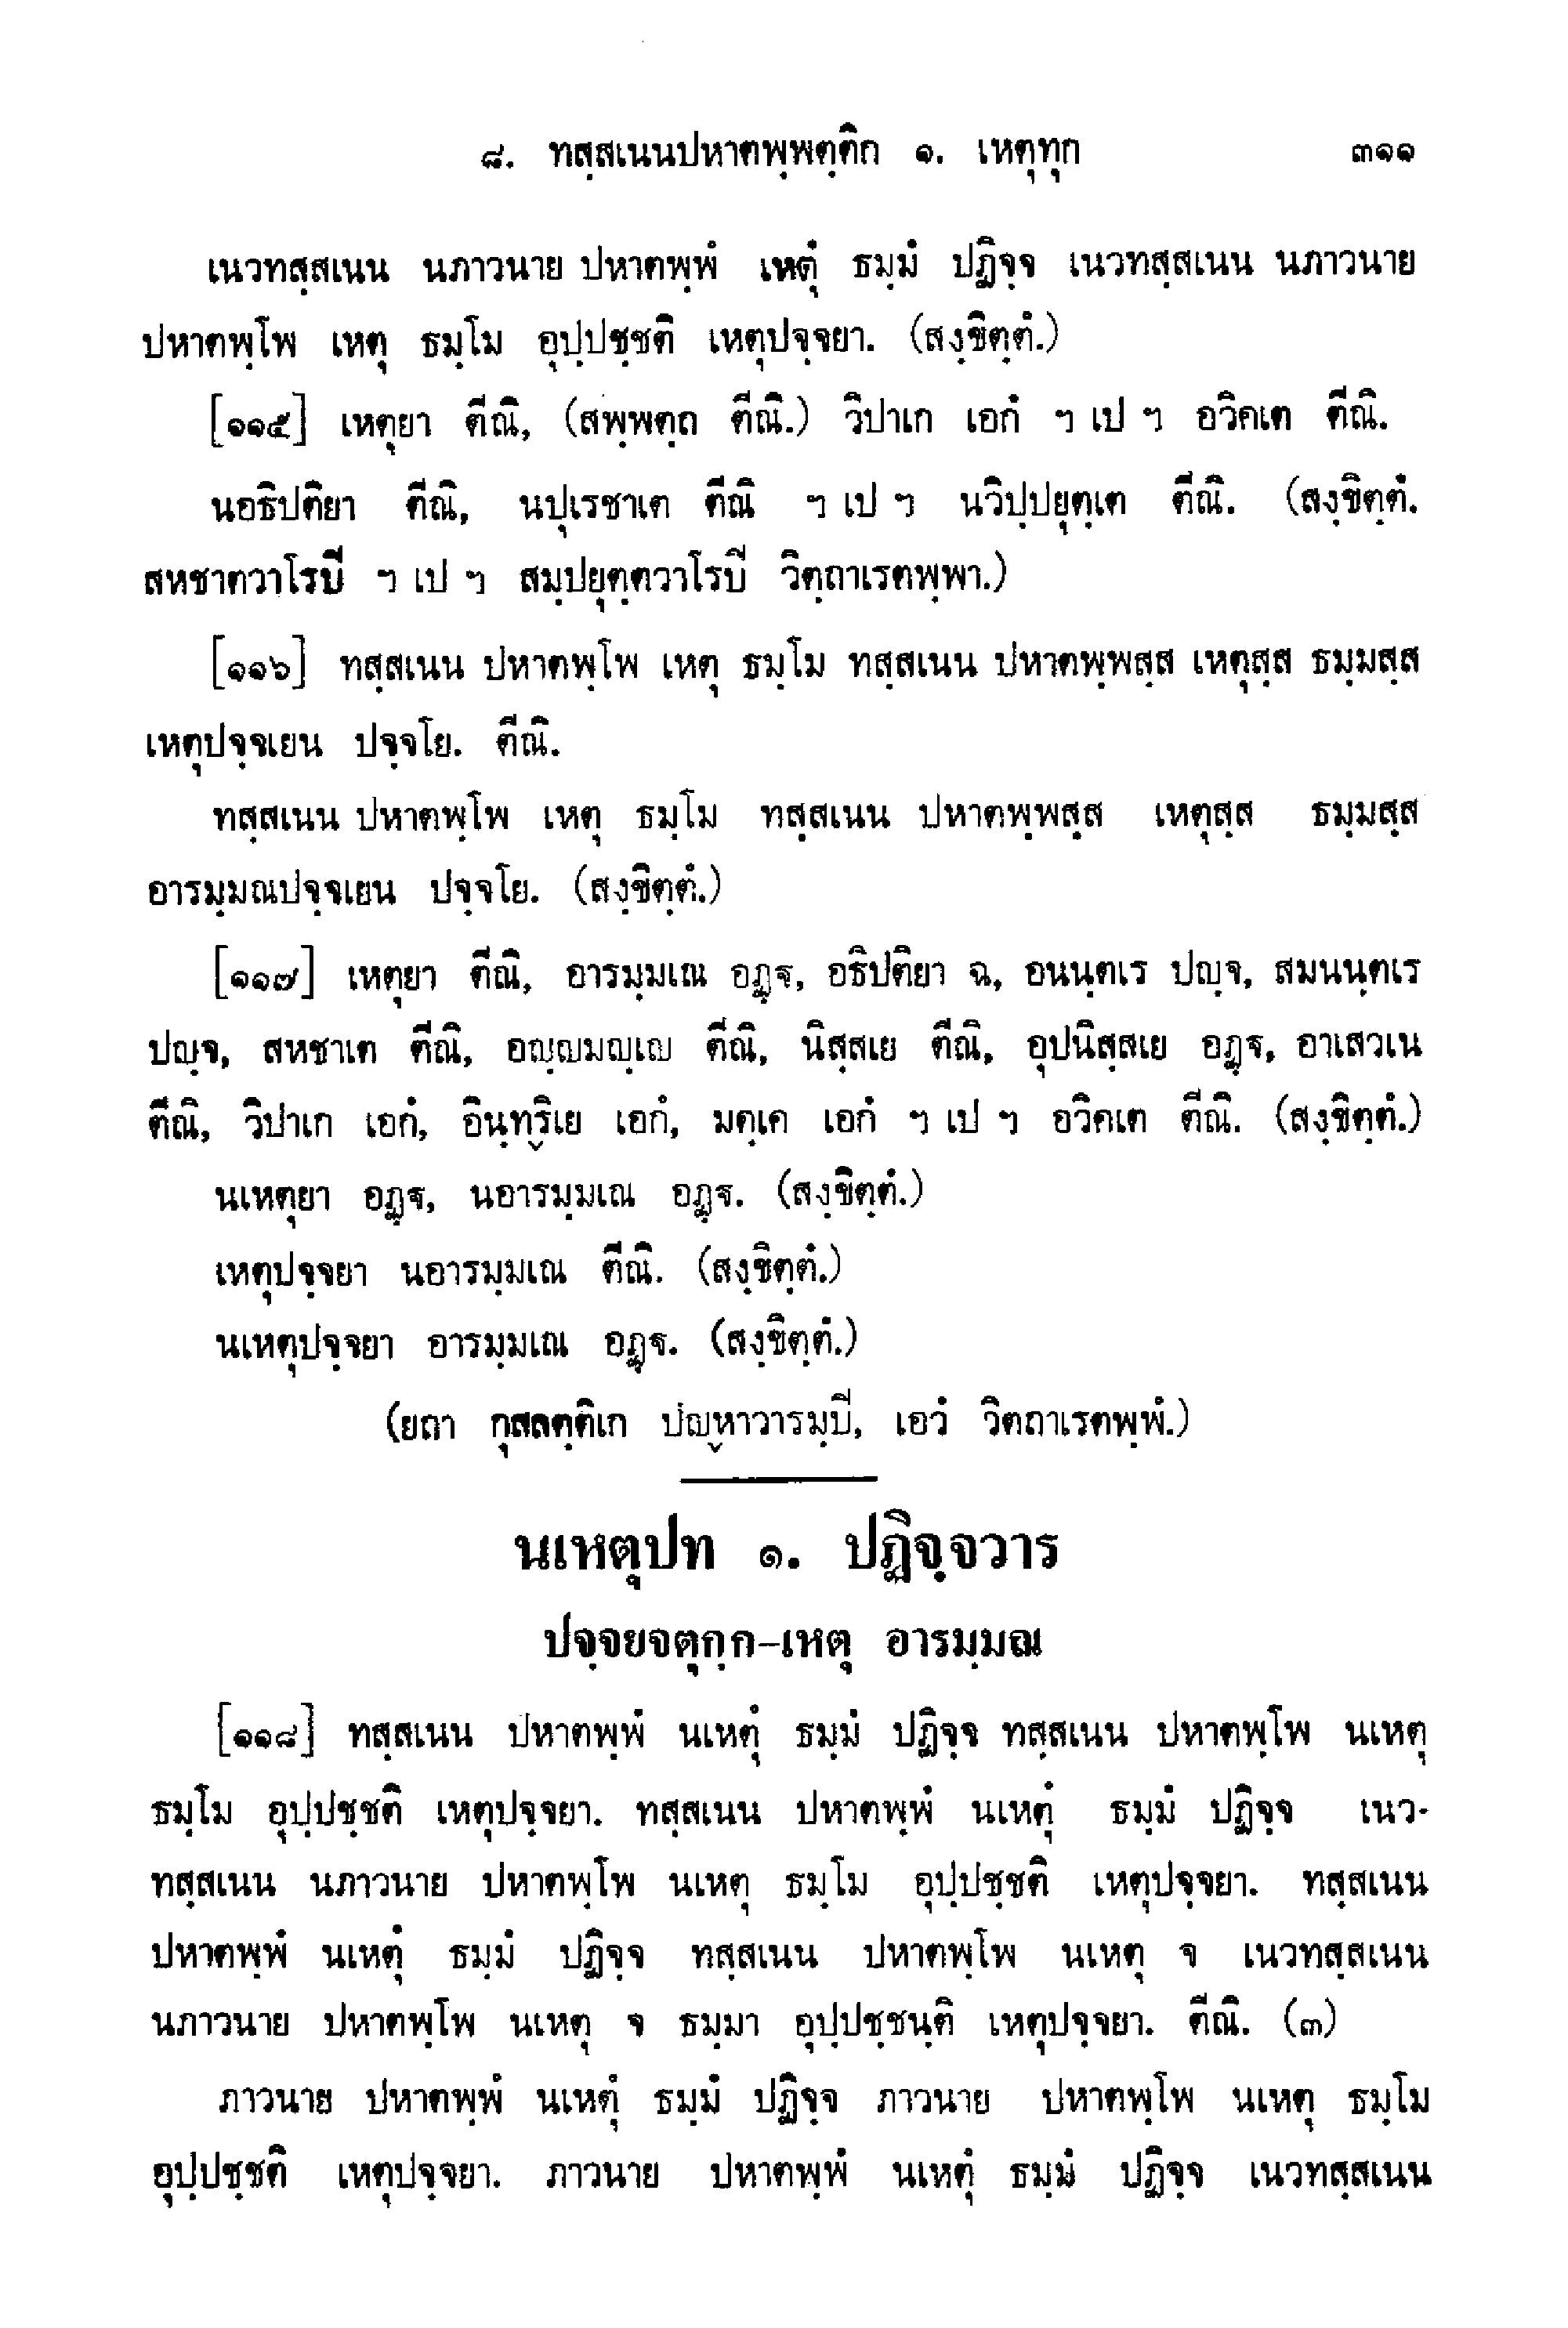 ๘. ทสฺสเนนปหาตพฺพตฺติก ๑. เหตุทุก ๓๑๑
เนวทสฺสเนน นภาวนาย ปหาตพฺพํ เหตุํ ธมฺมํ ปฏิจฺจ เนวทสฺสเนน นภาวนาย
ปหาตพฺโพ เหตุ ธมฺโม อุปฺปชฺชติ เหตุปจฺจยา. (สงฺขิตฺตํ.)
[๑๑๕] เหตุยา ตีณิ, (สพฺพตฺถ ตีณิ.) วิปาเก เอกํ ฯ เป ฯ อวิคเต ตีณิ.
นอธิปติยา ตีณิ, นปุเรชาเต ตีณิ ฯ เป ฯ นวิปฺปยุตฺเต ตีณิ. (สงฺขิตฺตํ.
สหชาตวาโรปี ฯ เป ฯ สมฺปยุตฺตวาโรปี วิตฺถาเรตพฺพา.)
[๑๑๖] ทสฺสเนน ปหาตพฺโพ เหตุ ธมฺโม ทสฺสเนน ปหาตพฺพสฺส เหตุสฺส ธมฺมสฺส
เหตุปจฺจเยน ปจฺจโย. ตีณิ.
ทสฺสเนน ปหาตพฺโพ เหตุ ธมฺโม ทสฺสเนน ปหาตพฺพสฺส เหตุสฺส ธมฺมสฺส
อารมฺมณปจฺจเยน ปจฺจโย. (สงฺขิตฺตํ.)
[๑๑๗] เหตุยา ตีณิ, อารมฺมเณ อฏฺฐ, อธิปติยา ฉ, อนนฺตเร ปญฺจ, สมนนฺตเร
ปญฺจ, สหชาเต ตีณิ, อญฺญมญฺเญ ตีณิ, นิสฺสเย ตีณิ, อุปนิสฺสเย อฏฺฐ, อาเสวเน
ตีณิ, วิปาเก เอกํ, อินฺทฺริเย เอกํ, มคฺเค เอกํ ฯ เป ฯ อวิคเต ตีณิ. (สงฺขิตฺตํ.)
นเหตุยา อฏฺฐ, นอารมฺมเณ อฏฺฐ. (สงฺขิตฺตํ.)
เหตุปจฺจยา นอารมฺมเณ ตีณิ. (สงฺขิตฺตํ.)
นเหตุปจฺจยา อารมฺมเณ อฏฺฐ. (สงฺขิตฺตํ.)
(ยถา กุสลตฺติเก ปญฺหาวารมฺปี, เอวํ วิตถาเรตพฺพํ.)
นเหตุปท ๑. ปฏิจฺจวาร
ปจฺจยจตุกฺก-เหตุ อารมฺมณ
[๑๑๘] ทสฺสเนน ปหาตพฺพํ นเหตุํ ธมฺมํ ปฏิจฺจ ทสฺสเนน ปหาตพฺโพ นเหตุ
ธมฺโม อุปฺปชฺชติ เหตุปจฺจยา. ทสฺสเนน ปหาตพฺพํ นเหตุํ ธมฺมํ ปฏิจฺจ เนว-
ทสฺสเนน นภาวนาย ปหาตพฺโพ นเหตุ ธมฺโม อุปฺปชฺชติ เหตุปจฺจยา. ทสฺสเนน
ปหาตพฺพํ นเหตุํ ธมฺมํ ปฏิจฺจ ทสฺสเนน ปหาตพฺโพ นเหตุ จ เนวทสฺสเนน
นภาวนาย ปหาตพฺโพ นเหตุ จ ธมฺมา อุปฺปชฺชนฺติ เหตุปจฺจยา. ตีณิ. (๓)
ภาวนาย ปหาตพฺพํ นเหตุํ ธมฺมํ ปฏิจฺจ ภาวนาย ปหาตพฺโพ นเหตุ ธมฺโม
อุปฺปชฺชติ เหตุปจฺจยา. ภาวนาย ปหาตพฺพํ นเหตุํ ธมฺมํ ปฏิจฺจ เนวทสฺสเนน